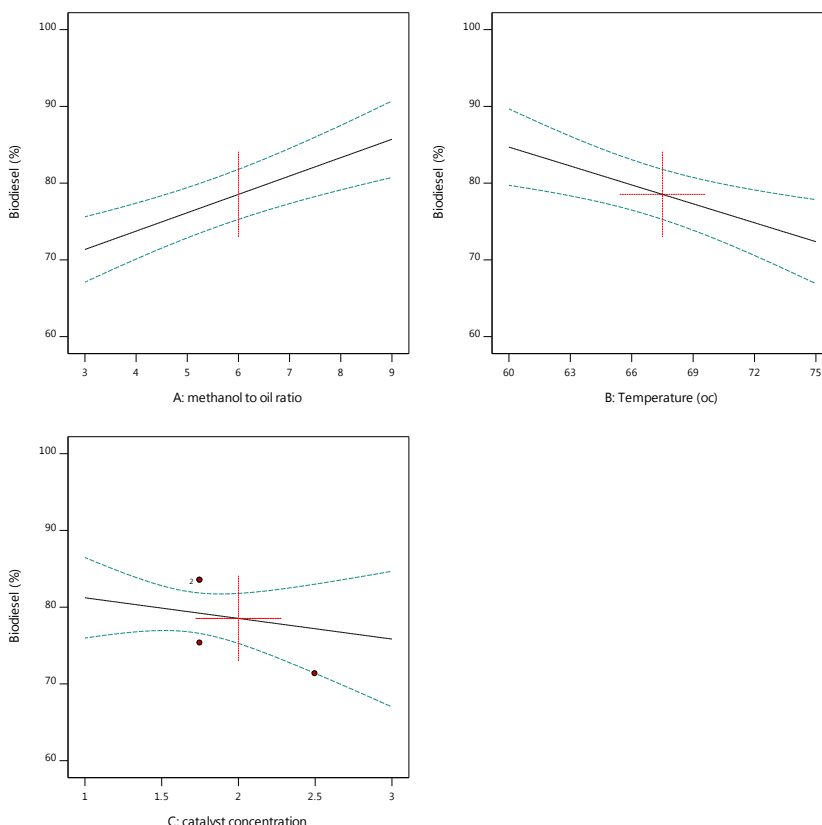 Biodiesel (%)
100
90
80
70
60
3 4 5 6 7 8 9
A: methanol to oil ratio
Biodiesel (%)
100
90
80
70
60
60 63 66 69 72 75
B: Temperature (oc)
Biodiesel (%)
100
90
80
70
60
2
1 1.5 2 2.5 3
C: catalyst concentration